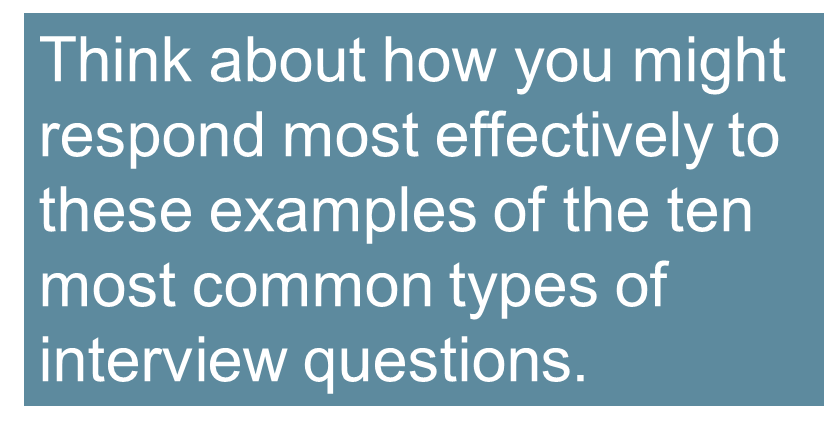 Think about how you might
respond most effectively to
these examples of the ten
most common types of
interview questions.